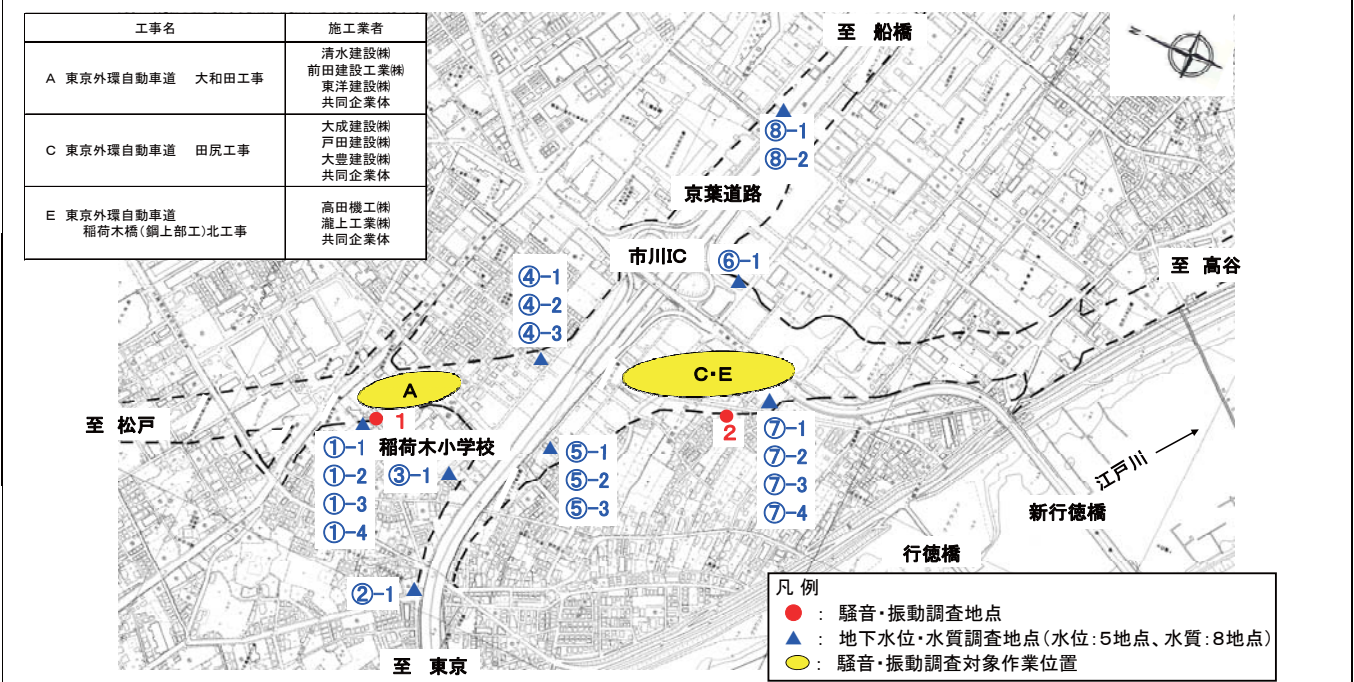 工事名 施工業者
A 東京外環自動車道 大和田工事
清水建設㈱
前田建設工業㈱
東洋建設㈱
共同企業体
C 東京外環自動車道 田尻工事
大成建設㈱
戸田建設㈱
大豊建設㈱
共同企業体
E 東京外環自動車道
稲荷木橋(鋼上部工)北工事
高田機工㈱
瀧上工業㈱
共同企業体
至 船橋
⑧-1
⑧-2
京葉道路
市川IC
⑥-1
至 高谷
④-1
④-2
④-3
C・E
A
至 松戸
1
2
稲荷木小学校
①-1
①-2
①-3
①-4
③-1
⑤-1
⑤-2
⑤-3
⑦-1
⑦-2
⑦-3
⑦-4
江戸川
新行徳橋
行徳橋
②-1
至 東京
凡 例
● : 騒音・振動調査地点
▲ : 地下水位・水質調査地点(水位:5地点、水質:8地点)
: 騒音・振動調査対象作業位置